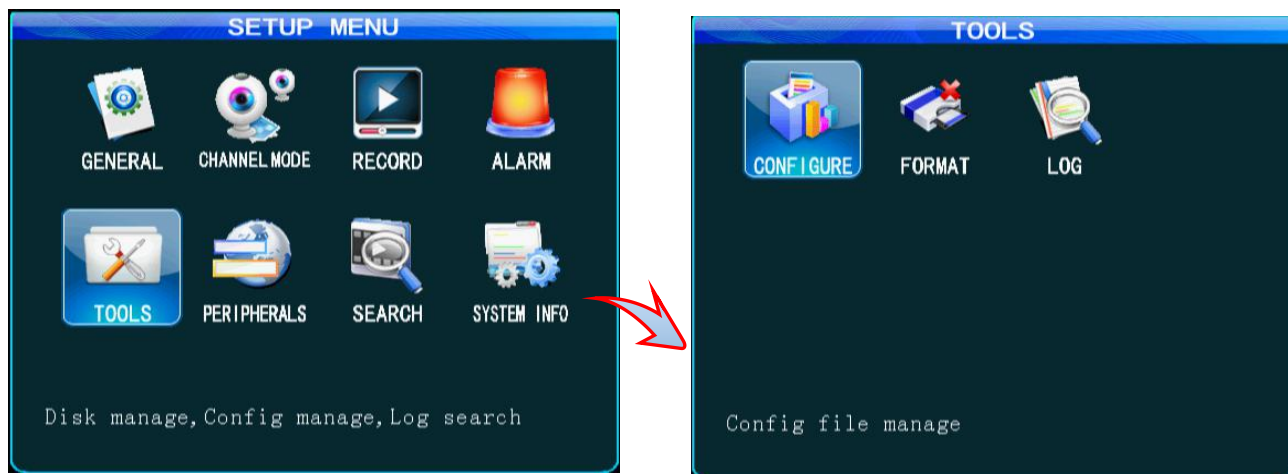 SETUP MENU
GENERAL
CHANNEL MODE
RECORD
ALARM
TOOLS
PERIPHERALS
SEARCH
SYSTEM INFO
Disk manage,Config manage,Log search
TOOLS
CONFIGURE
FORMAT
LOG
Config file manage